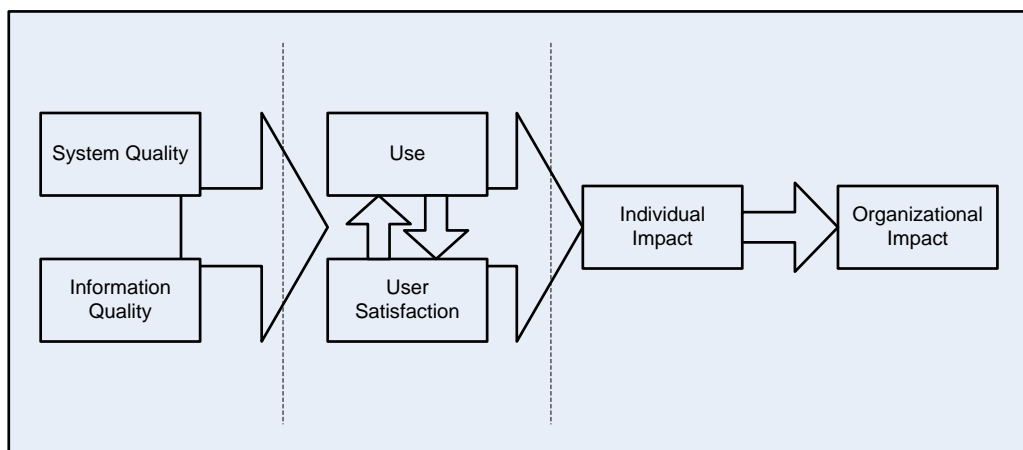 System Quality
Use
Individual
Impact
Organizational
Impact
Information
Quality
User
Satisfaction